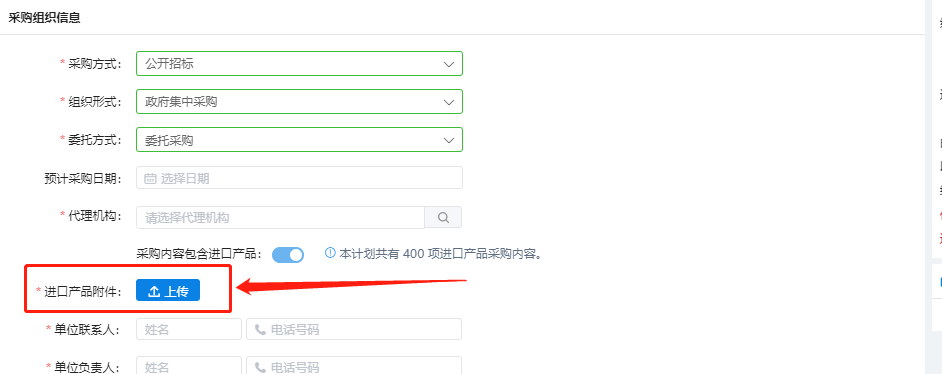 采购组织信息
* 采购方式： 公开招标
* 组织形式： 政府集中采购
* 委托方式： 委托采购
预计采购日期： 选择日期
* 代理机构： 请选择代理机构
采购内容包含进口产品： 本计划共有 400 项进口产品采购内容。
* 进口产品附件： 上传
* 单位联系人： 姓名 电话号码
* 单位负责人： 姓名 电话号码